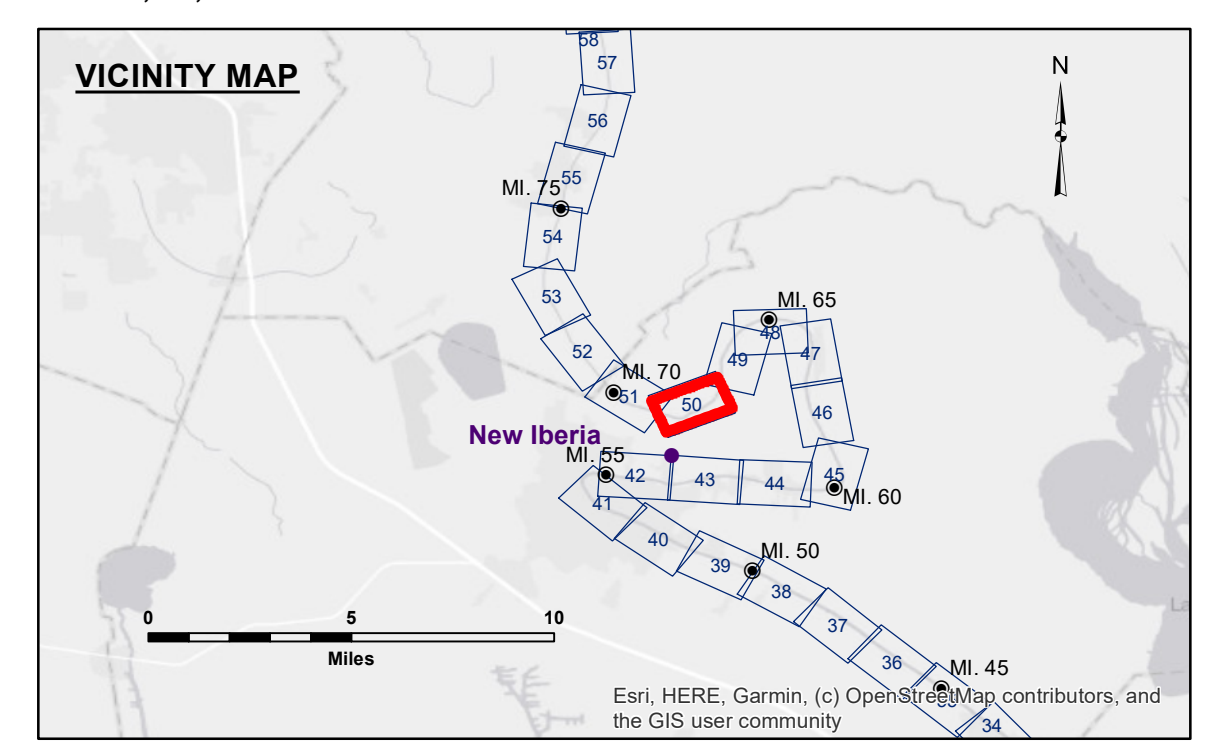 58
VICINITY MAP
57
N
56
55
MI. 75
54
53
MI. 65
48
52
49
47
MI. 70
51
50
46
New Iberia
MI. 55
42
43
44
45
MI. 60
41
40
MI. 50
39
38
0
5
10
37
Miles
36
MI. 45
La
Esri, HERE, Garmin, (c) OpenStreetMap contributors, and
the GIS user community
34